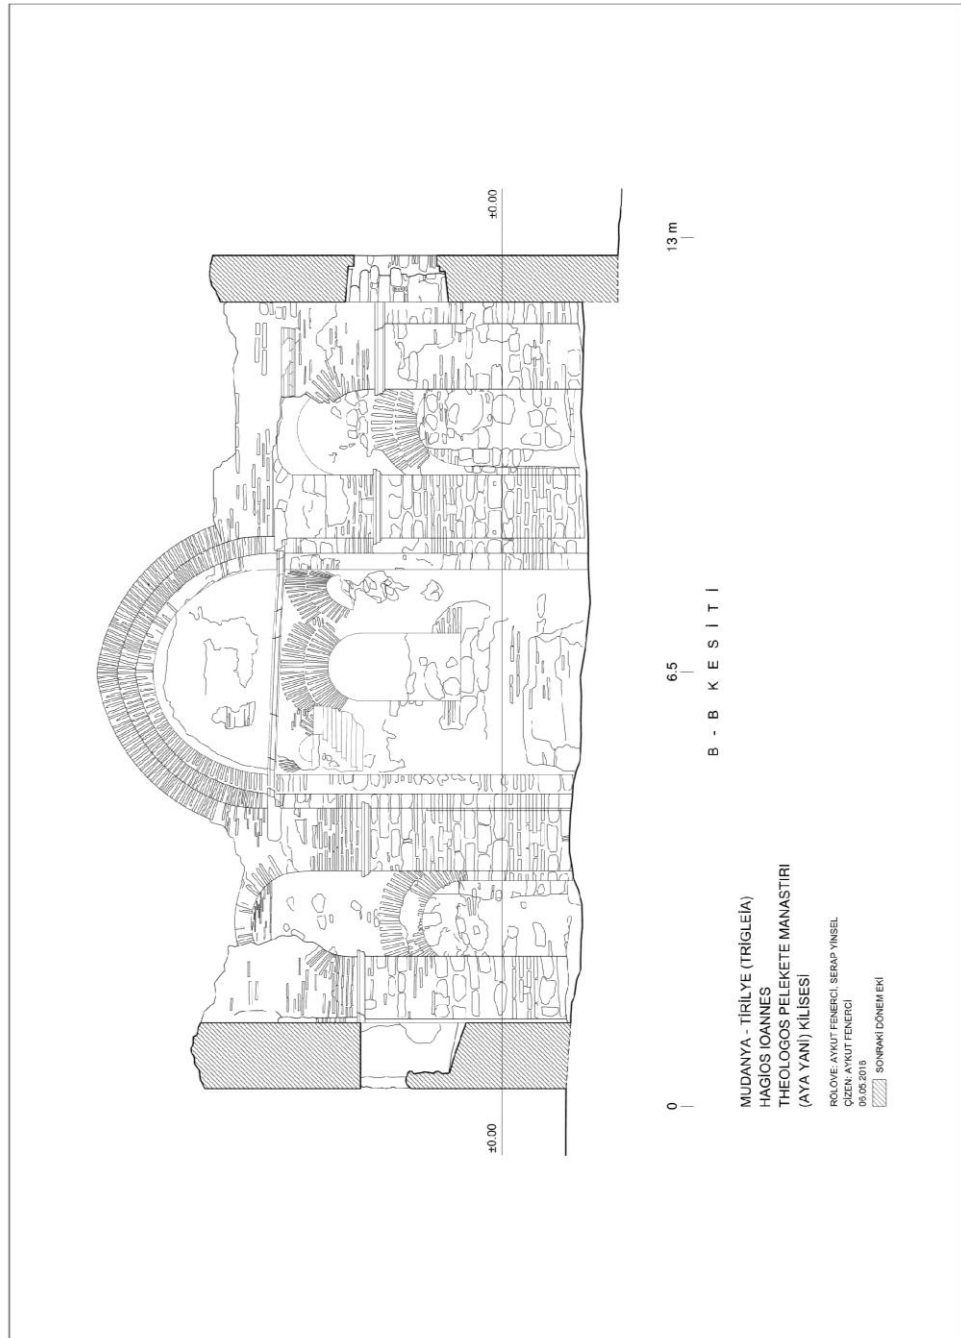 ±0.00
±0.00
0
6.5
13 m
B - B KESİTİ
MUDANYA - TİRİLYE (TRİGLEİA)
HAGİOS IOANNES
THEOLOGOS PELEKETE MANASTIRI
(AYA YANİ) KİLİSESİ
RÖLÖVE: AYKUT FENERCİ, SERAP YİNSEL
ÇİZEN: AYKUT FENERCİ
06.05.2016
SONRAKİ DÖNEM EKİ